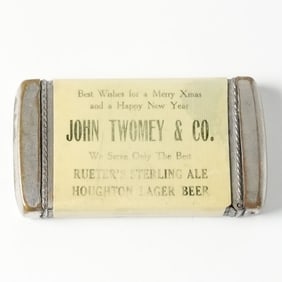 Best Wishes for a Merry Xmas
and a Happy New Year
JOHN TWOMEY & CO.
We Serve Only The Best
RUETER'S STERLING ALE
HOUGHTON LAGER BEER